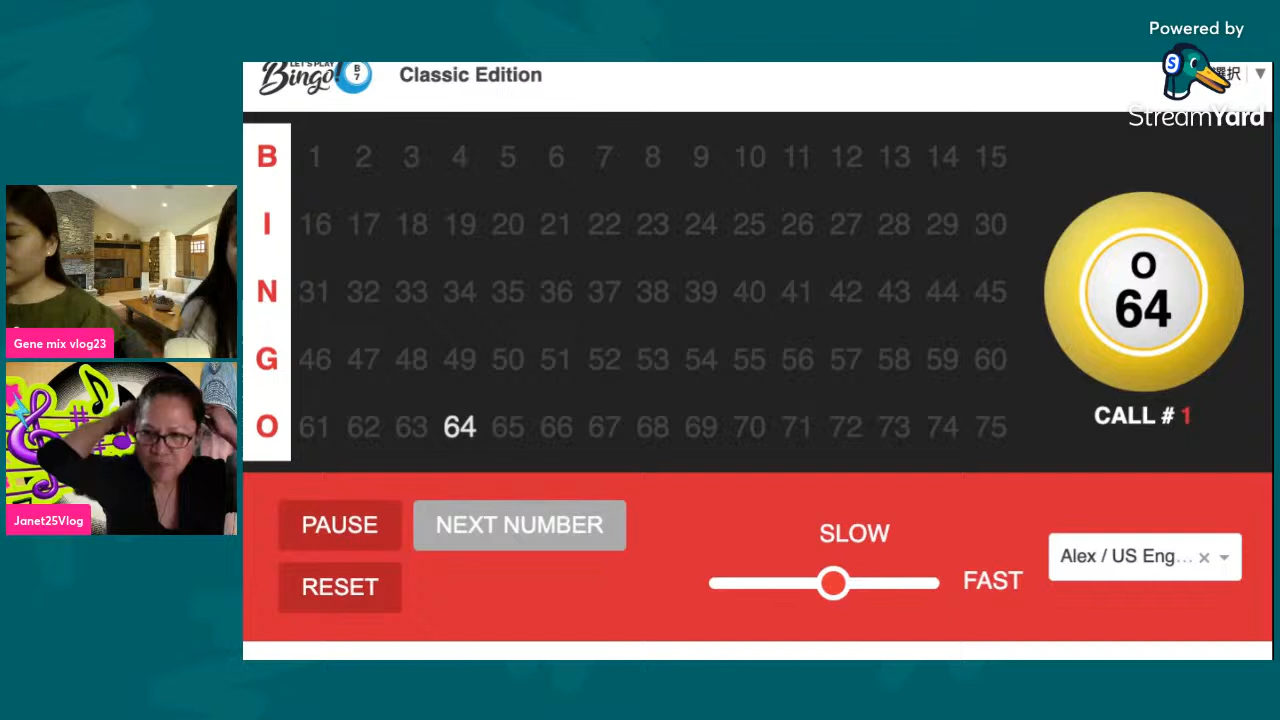 Powered by
StreamYard
LET'S PLAY
Bingo!
B
7
Classic Edition
選択
B 1 2 3 4 5 6 7 8 9 10 11 12 13 14 15
I 16 17 18 19 20 21 22 23 24 25 26 27 28 29 30
N 31 32 33 34 35 36 37 38 39 40 41 42 43 44 45
G 46 47 48 49 50 51 52 53 54 55 56 57 58 59 60
O 61 62 63 64 65 66 67 68 69 70 71 72 73 74 75
O
64
CALL # 1
Gene mix vlog23
Janet25Vlog
PAUSE
NEXT NUMBER
RESET
SLOW
FAST
Alex / US Eng...